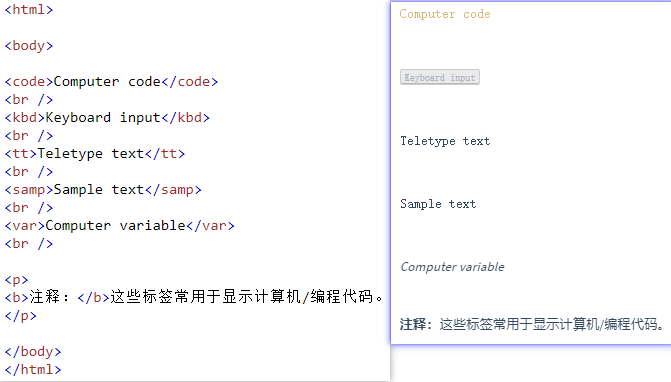 <html>
<body>
<code>Computer code</code>
<br />
<kbd>Keyboard input</kbd>
<br />
<tt>Teletype text</tt>
<br />
<samp>Sample text</samp>
<br />
<var>Computer variable</var>
<br />
<p>
<b>注释：</b>这些标签常用于显示计算机/编程代码。
</p>
</body>
</html>
Computer code
Keyboard input
Teletype text
Sample text
Computer variable
注释：这些标签常用于显示计算机/编程代码。